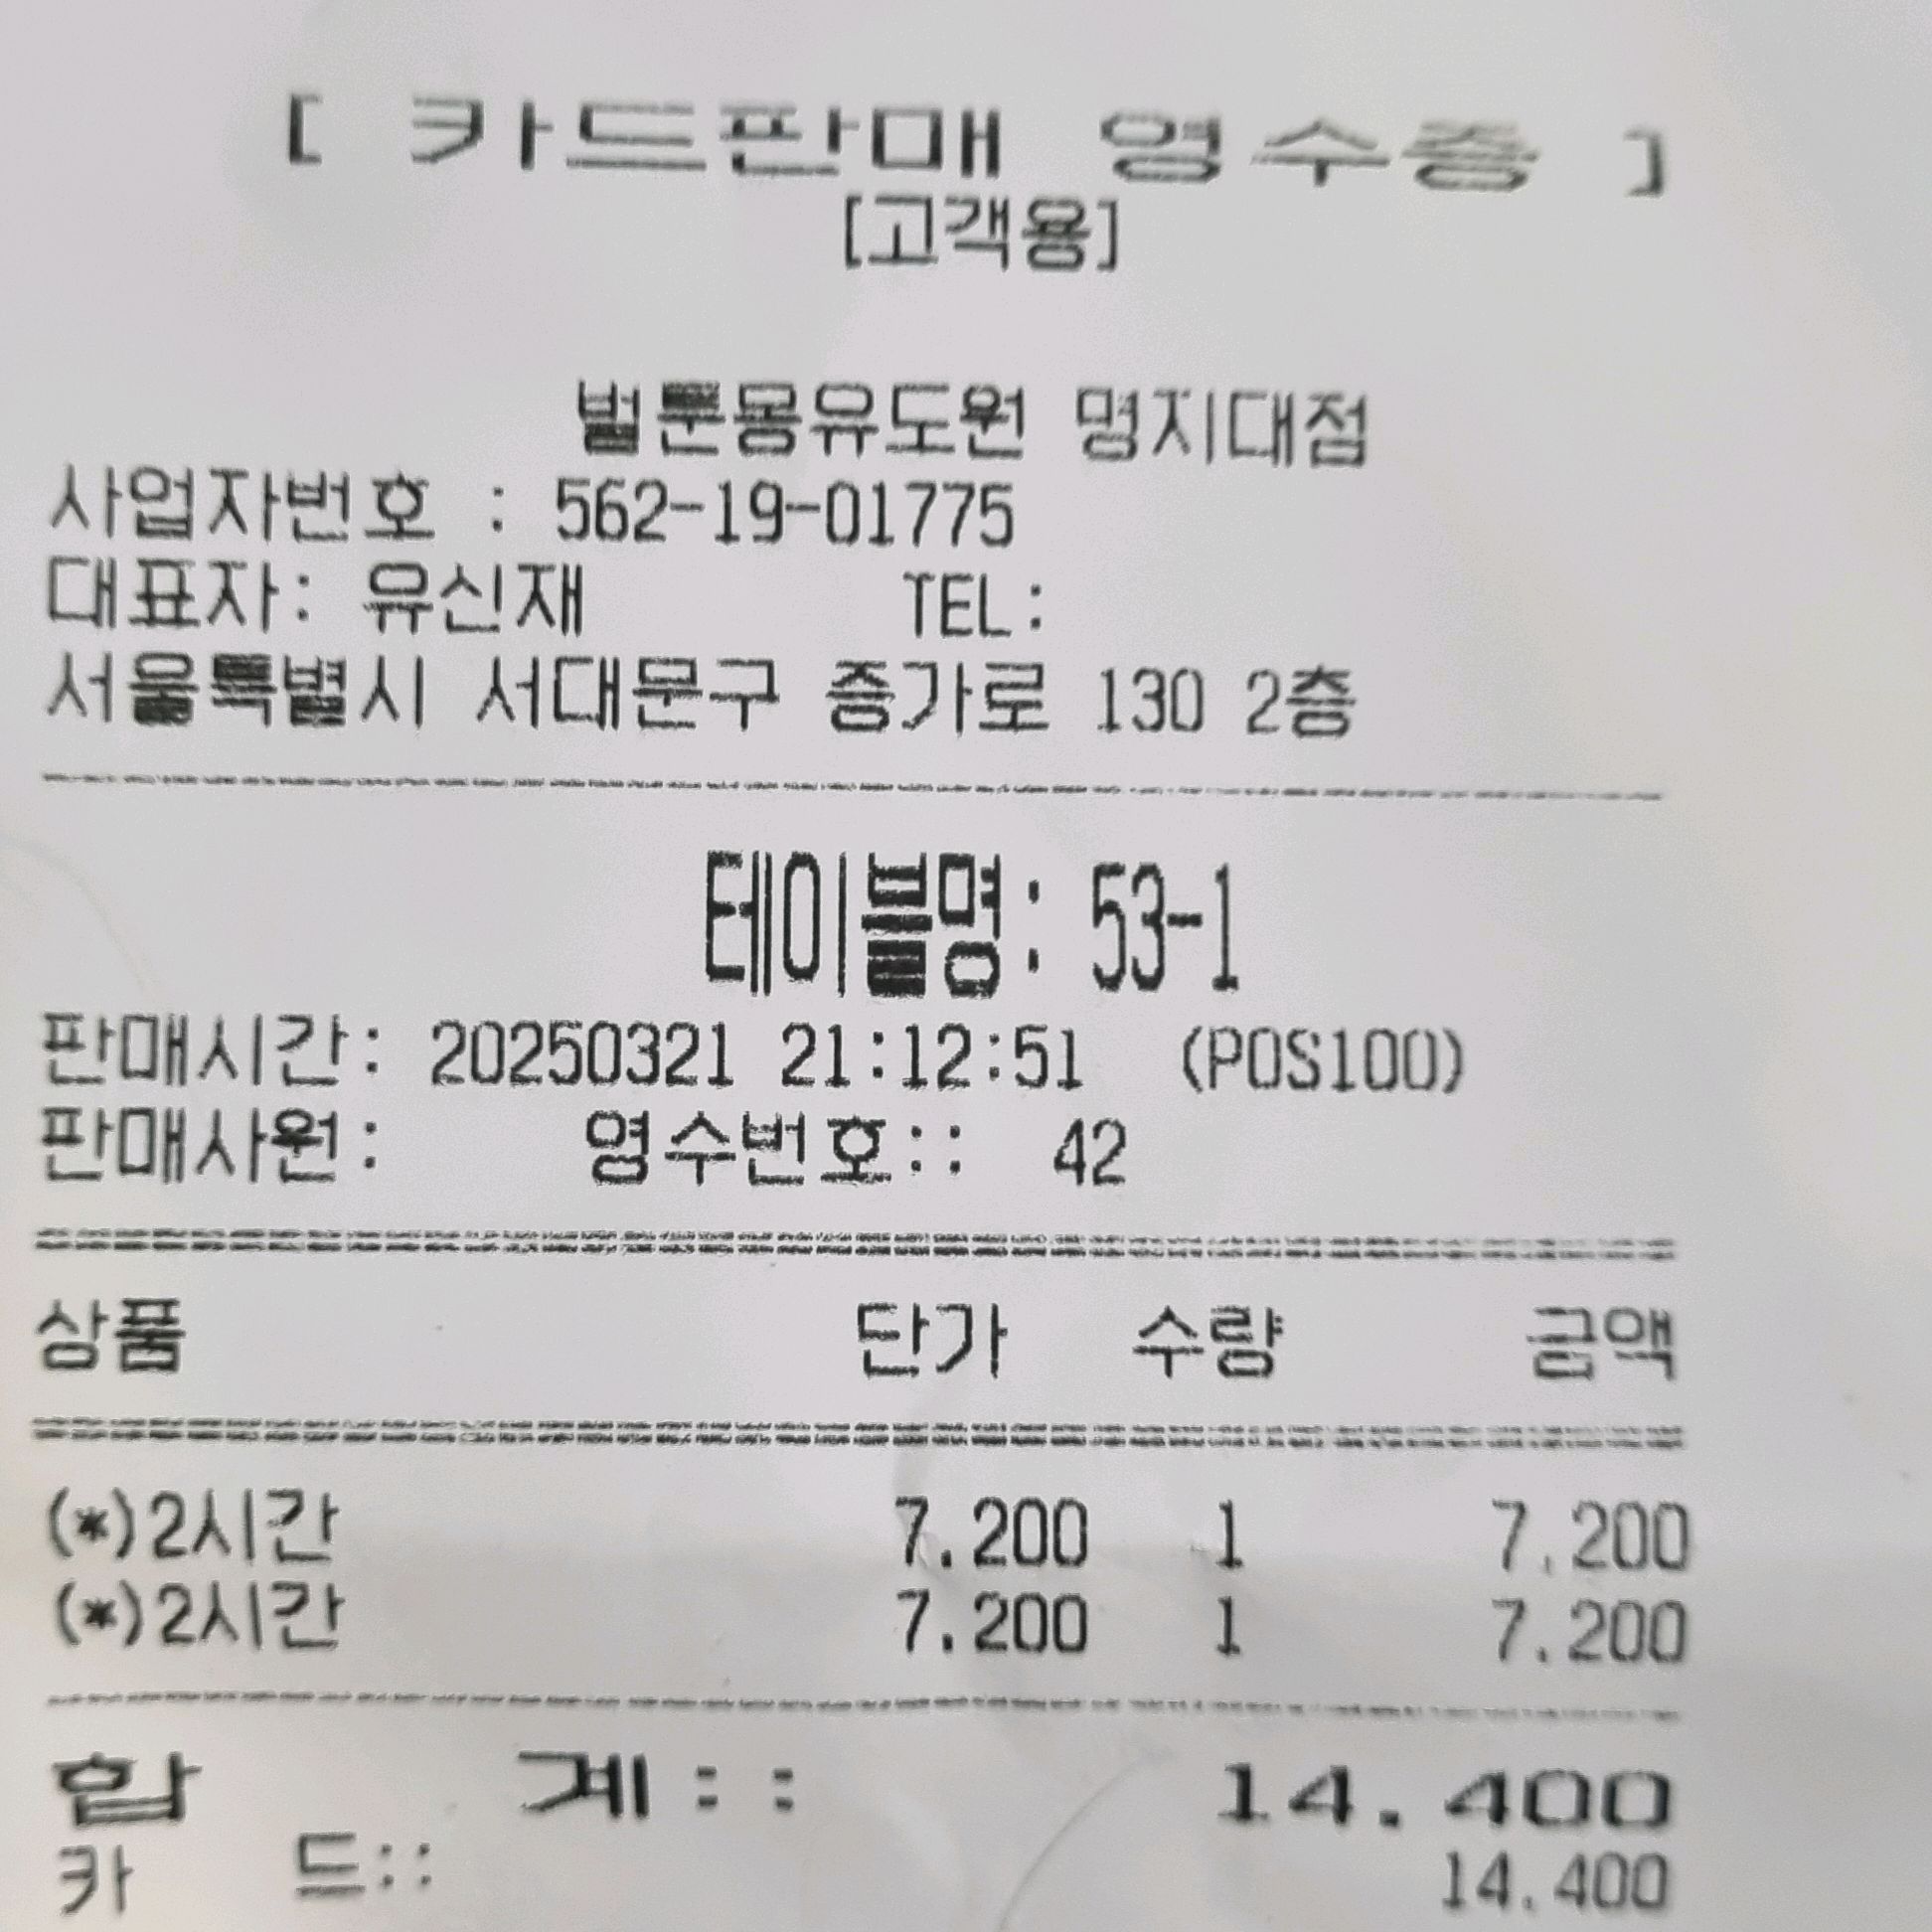 [ 카드판매 영수증 ]
[고객용]
벌툰몽유도원 명지대점
사업자번호 : 562-19-01775
대표자: 유신재 TEL:
서울특별시 서대문구 증가로 130 2층
테이블명: 53-1
판매시간: 20250321 21:12:51 (POS100)
판매사원: 영수번호:: 42
상품 단가 수량 금액
(*)2시간 7.200 1 7.200
(*)2시간 7.200 1 7.200
합 계:: 14.400
카 드:: 14.400